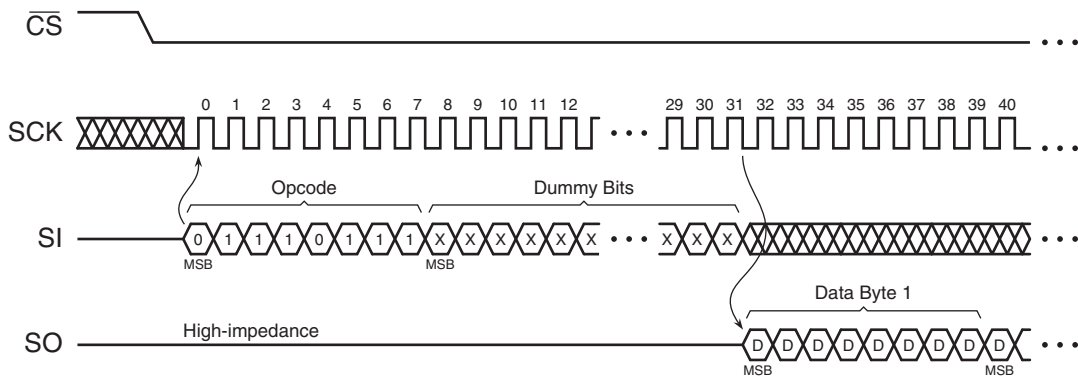 CS
0 1 2 3 4 5 6 7 8 9 10 11 12 29 30 31 32 33 34 35 36 37 38 39 40
SCK
Opcode Dummy Bits
SI 0 1 1 1 0 1 1 1 X X X X X X X X X
MSB MSB
Data Byte 1
High-impedance
SO D D D D D D D D D
MSB MSB